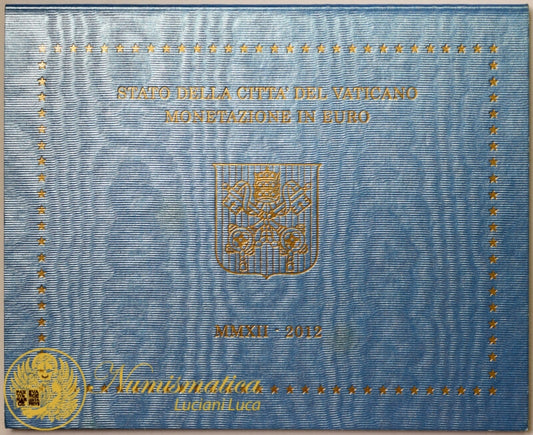 STATO DELLA CITTA' DEL VATICANO
MONETAZIONE IN EURO
MMXII - 2012
Numismatica
Luciani Luca